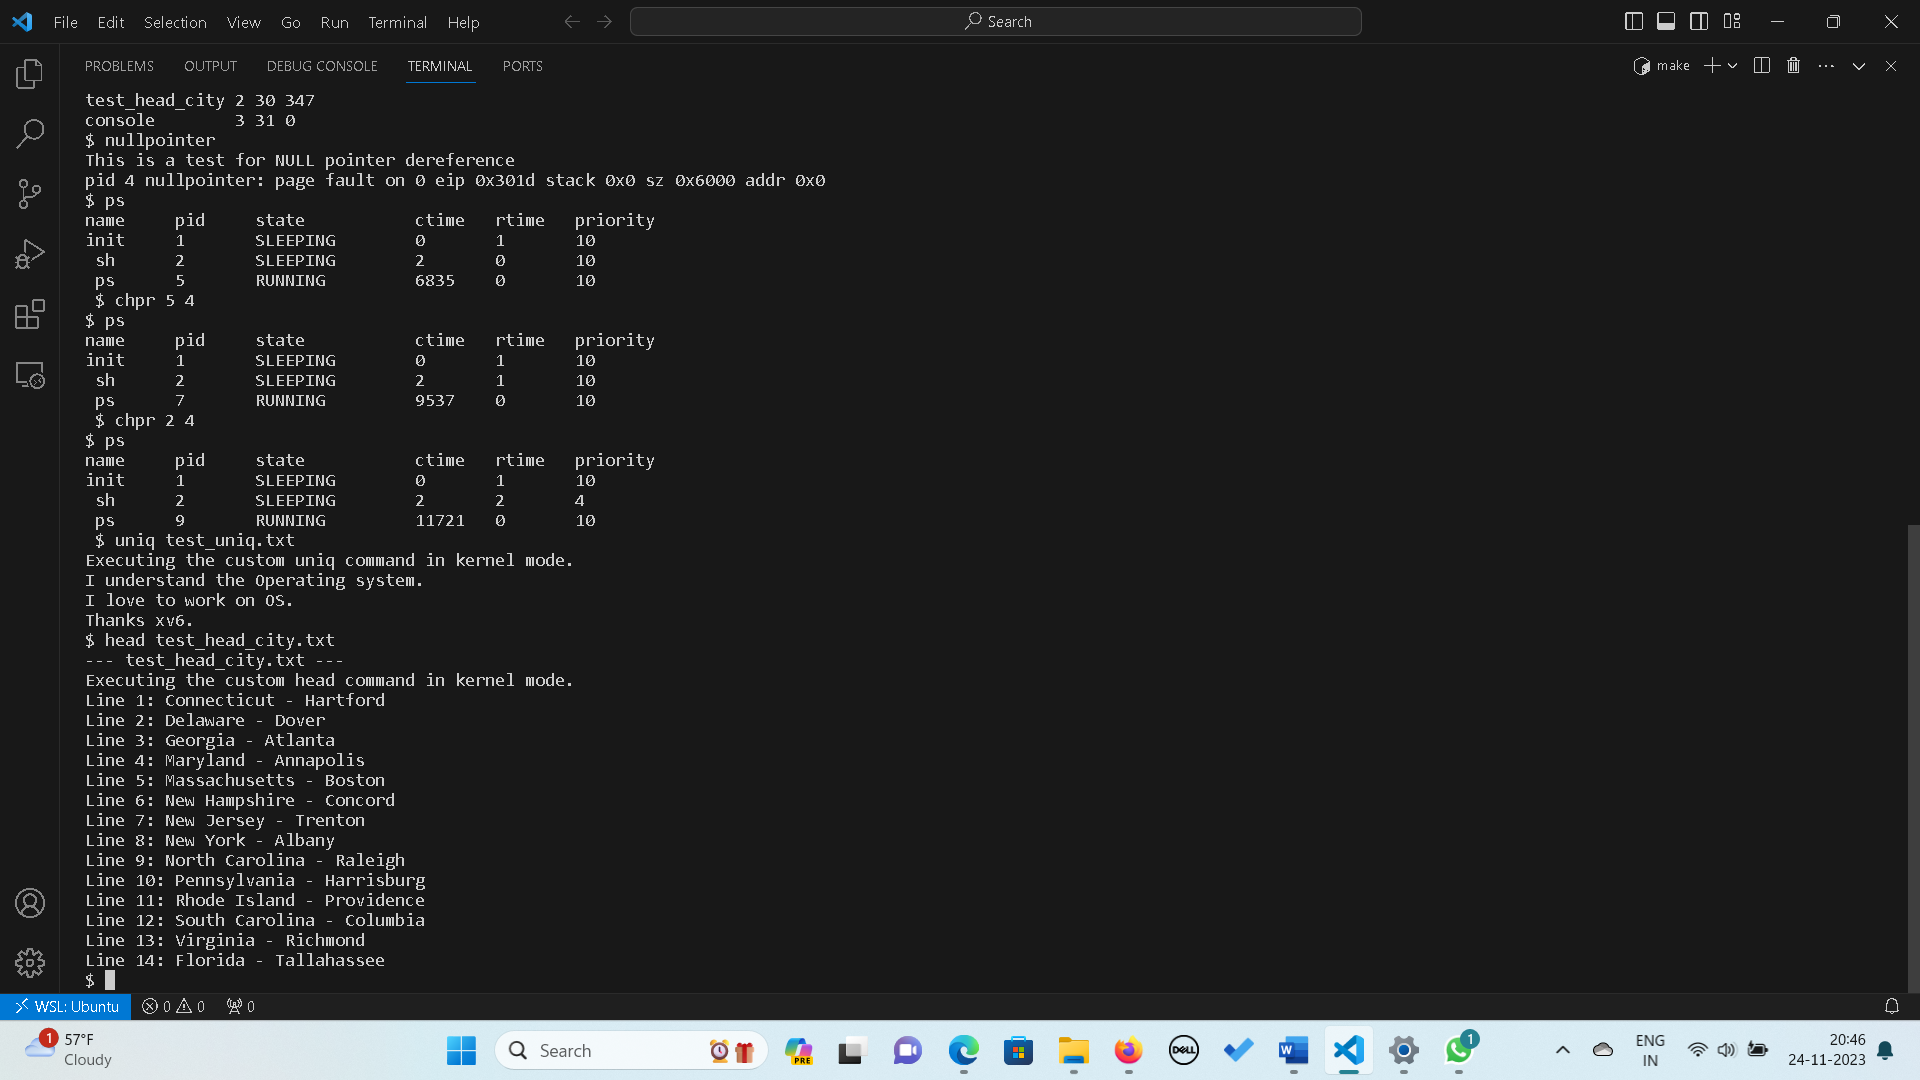 File Edit Selection View Go Run Terminal Help Search
PROBLEMS OUTPUT DEBUG CONSOLE TERMINAL PORTS make
test_head_city 2 30 347
console 3 31 0
$ nullpointer
This is a test for NULL pointer dereference
pid 4 nullpointer: page fault on 0 eip 0x301d stack 0x0 sz 0x6000 addr 0x0
$ ps
name pid state ctime rtime priority
init 1 SLEEPING 0 1 10
sh 2 SLEEPING 2 0 10
ps 5 RUNNING 6835 0 10
$ chpr 5 4
$ ps
name pid state ctime rtime priority
init 1 SLEEPING 0 1 10
sh 2 SLEEPING 2 1 10
ps 7 RUNNING 9537 0 10
$ chpr 2 4
$ ps
name pid state ctime rtime priority
init 1 SLEEPING 0 1 10
sh 2 SLEEPING 2 2 4
ps 9 RUNNING 11721 0 10
$ uniq test_uniq.txt
Executing the custom uniq command in kernel mode.
I understand the Operating system.
I love to work on OS.
Thanks xv6.
$ head test_head_city.txt
--- test_head_city.txt ---
Executing the custom head command in kernel mode.
Line 1: Connecticut - Hartford
Line 2: Delaware - Dover
Line 3: Georgia - Atlanta
Line 4: Maryland - Annapolis
Line 5: Massachusetts - Boston
Line 6: New Hampshire - Concord
Line 7: New Jersey - Trenton
Line 8: New York - Albany
Line 9: North Carolina - Raleigh
Line 10: Pennsylvania - Harrisburg
Line 11: Rhode Island - Providence
Line 12: South Carolina - Columbia
Line 13: Virginia - Richmond
Line 14: Florida - Tallahassee
$
WSL: Ubuntu 0 0 0
1 57°F
Cloudy
Search
PRE
DELL
W
1
ENG
IN
20:46
24-11-2023